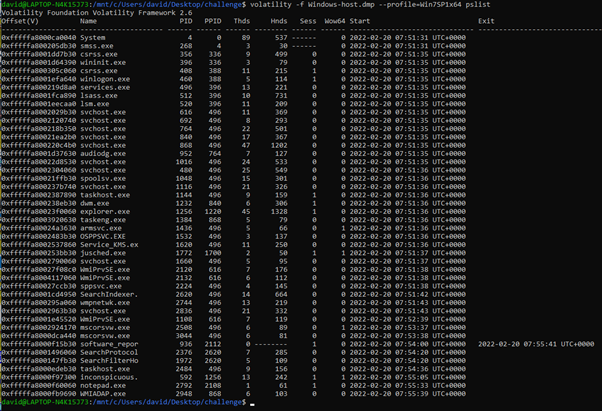 david@LAPTOP-N4K15J73:/mnt/c/Users/david/Desktop/challenge$ volatility -f Windows-host.dmp --profile=Win7SP1x64 pslist
Volatility Foundation Volatility Framework 2.6
Offset(V) Name PID PPID Thds Hnds Sess Wow64 Start Exit
0xfffffa8000ca0040 System 4 0 89 537 ------ 0 2022-02-20 07:51:31 UTC+0000
0xfffffa800205db30 smss.exe 268 4 3 30 ------ 0 2022-02-20 07:51:31 UTC+0000
0xfffffa8001dd7b30 csrss.exe 356 336 9 499 0 0 2022-02-20 07:51:35 UTC+0000
0xfffffa8001d64390 wininit.exe 396 336 3 79 0 0 2022-02-20 07:51:35 UTC+0000
0xfffffa800305c060 csrss.exe 408 388 11 215 1 0 2022-02-20 07:51:35 UTC+0000
0xfffffa8001efa640 winlogon.exe 460 388 5 114 1 0 2022-02-20 07:51:35 UTC+0000
0xfffffa800219d8a0 services.exe 496 396 13 221 0 0 2022-02-20 07:51:35 UTC+0000
0xfffffa8001fca890 lsass.exe 512 396 10 731 0 0 2022-02-20 07:51:35 UTC+0000
0xfffffa8001eecaa0 lsm.exe 520 396 11 209 0 0 2022-02-20 07:51:35 UTC+0000
0xfffffa8002029b30 svchost.exe 616 496 11 369 0 0 2022-02-20 07:51:35 UTC+0000
0xfffffa8002120740 svchost.exe 692 496 8 293 0 0 2022-02-20 07:51:35 UTC+0000
0xfffffa800218b350 svchost.exe 764 496 22 501 0 0 2022-02-20 07:51:35 UTC+0000
0xfffffa80021ea2b0 svchost.exe 840 496 17 367 0 0 2022-02-20 07:51:35 UTC+0000
0xfffffa800220c4b0 svchost.exe 868 496 47 1202 0 0 2022-02-20 07:51:35 UTC+0000
0xfffffa8001d37630 audiodg.exe 952 764 7 127 0 0 2022-02-20 07:51:35 UTC+0000
0xfffffa80022d8530 svchost.exe 1016 496 24 533 0 0 2022-02-20 07:51:35 UTC+0000
0xfffffa8002304060 svchost.exe 480 496 25 549 0 0 2022-02-20 07:51:36 UTC+0000
0xfffffa80021ffb30 spoolsv.exe 1048 496 15 301 0 0 2022-02-20 07:51:36 UTC+0000
0xfffffa800237b740 svchost.exe 1116 496 21 326 0 0 2022-02-20 07:51:36 UTC+0000
0xfffffa8002387890 taskhost.exe 1144 496 9 159 1 0 2022-02-20 07:51:36 UTC+0000
0xfffffa800238eb30 dwm.exe 1232 840 6 306 1 0 2022-02-20 07:51:36 UTC+0000
0xfffffa80023f0060 explorer.exe 1256 1220 45 1328 1 0 2022-02-20 07:51:36 UTC+0000
0xfffffa8003920630 taskeng.exe 1384 868 5 79 0 0 2022-02-20 07:51:36 UTC+0000
0xfffffa80024a3630 armsvc.exe 1436 496 5 66 0 1 2022-02-20 07:51:36 UTC+0000
0xfffffa8002483b30 OSPPSVC.EXE 1532 496 3 137 0 0 2022-02-20 07:51:36 UTC+0000
0xfffffa8002537860 Service_KMS.ex 1620 496 11 250 0 0 2022-02-20 07:51:36 UTC+0000
0xfffffa800253bb30 jusched.exe 1772 1700 2 50 1 1 2022-02-20 07:51:37 UTC+0000
0xfffffa8002790060 svchost.exe 1660 496 5 95 0 0 2022-02-20 07:51:37 UTC+0000
0xfffffa80027f08c0 WmiPrvSE.exe 2120 616 7 176 0 0 2022-02-20 07:51:38 UTC+0000
0xfffffa8004117060 WmiPrvSE.exe 2132 616 6 112 0 0 2022-02-20 07:51:38 UTC+0000
0xfffffa80027ccb30 sppsvc.exe 2224 496 4 145 0 0 2022-02-20 07:51:38 UTC+0000
0xfffffa8001cd4950 SearchIndexer. 2620 496 14 664 0 0 2022-02-20 07:51:42 UTC+0000
0xfffffa800295a060 wmpnetwk.exe 2744 496 13 219 0 0 2022-02-20 07:51:43 UTC+0000
0xfffffa8002963b30 svchost.exe 2836 496 21 332 0 0 2022-02-20 07:51:43 UTC+0000
0xfffffa8001e45520 WmiPrvSE.exe 1108 616 7 119 0 0 2022-02-20 07:52:39 UTC+0000
0xfffffa8002924170 mscorsvw.exe 2508 496 6 89 0 1 2022-02-20 07:53:37 UTC+0000
0xfffffa8000dca440 mscorsvw.exe 3044 496 6 81 0 0 2022-02-20 07:53:38 UTC+0000
0xfffffa8000f15b30 software_repor 936 2112 0 -------- 1 1 2022-02-20 07:54:00 UTC+0000 2022-02-20 07:55:41 UTC+0000
0xfffffa8001496060 SearchProtocol 2376 2620 7 285 0 0 2022-02-20 07:54:20 UTC+0000
0xfffffa800147fb30 SearchFilterHo 1972 2620 5 109 0 0 2022-02-20 07:54:20 UTC+0000
0xfffffa8000edeb30 taskhost.exe 2484 496 9 156 0 0 2022-02-20 07:54:36 UTC+0000
0xfffffa8000f97300 inconspicuous. 592 1256 13 242 1 1 2022-02-20 07:55:05 UTC+0000
0xfffffa8000f60060 notepad.exe 2792 2108 1 61 1 0 2022-02-20 07:55:33 UTC+0000
0xfffffa8000fb9690 WMIADAP.exe 2948 868 6 103 0 0 2022-02-20 07:55:39 UTC+0000
david@LAPTOP-N4K15J73:/mnt/c/Users/david/Desktop/challenge$